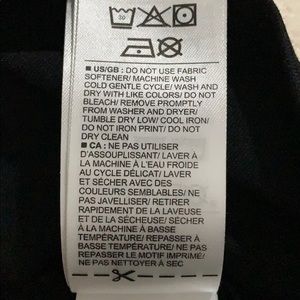 30
■ US/GB : DO NOT USE FABRIC
SOFTENER/ MACHINE WASH
COLD GENTLE CYCLE/ WASH AND
DRY WITH LIKE COLORS/ DO NOT
BLEACH/ REMOVE PROMPTLY
FROM WASHER AND DRYER/
TUMBLE DRY LOW/ COOL IRON/ DO
NOT IRON PRINT/ DO NOT DRY
CLEAN
■ CA : NE PAS UTILISER
D'ASSOUPLISSANT/ LAVER À
LA MACHINE À L'EAU FROIDE
AU CYCLE DÉLICAT/ LAVER
ET SÉCHER AVEC DES
COULEURS SEMBLABLES/ NE
PAS JAVELLISER/ RETIRER
RAPIDEMENT DE LA LAVEUSE
ET DE LA SÉCHEUSE/ SÉCHER
À LA MACHINE À BASSE
TEMPÉRATURE/ REPASSER À
BASSE TEMPÉRATURE/ NE PAS
REPASSER LE MOTIF IMPRIMÉ/
NE PAS NETTOYER À SEC